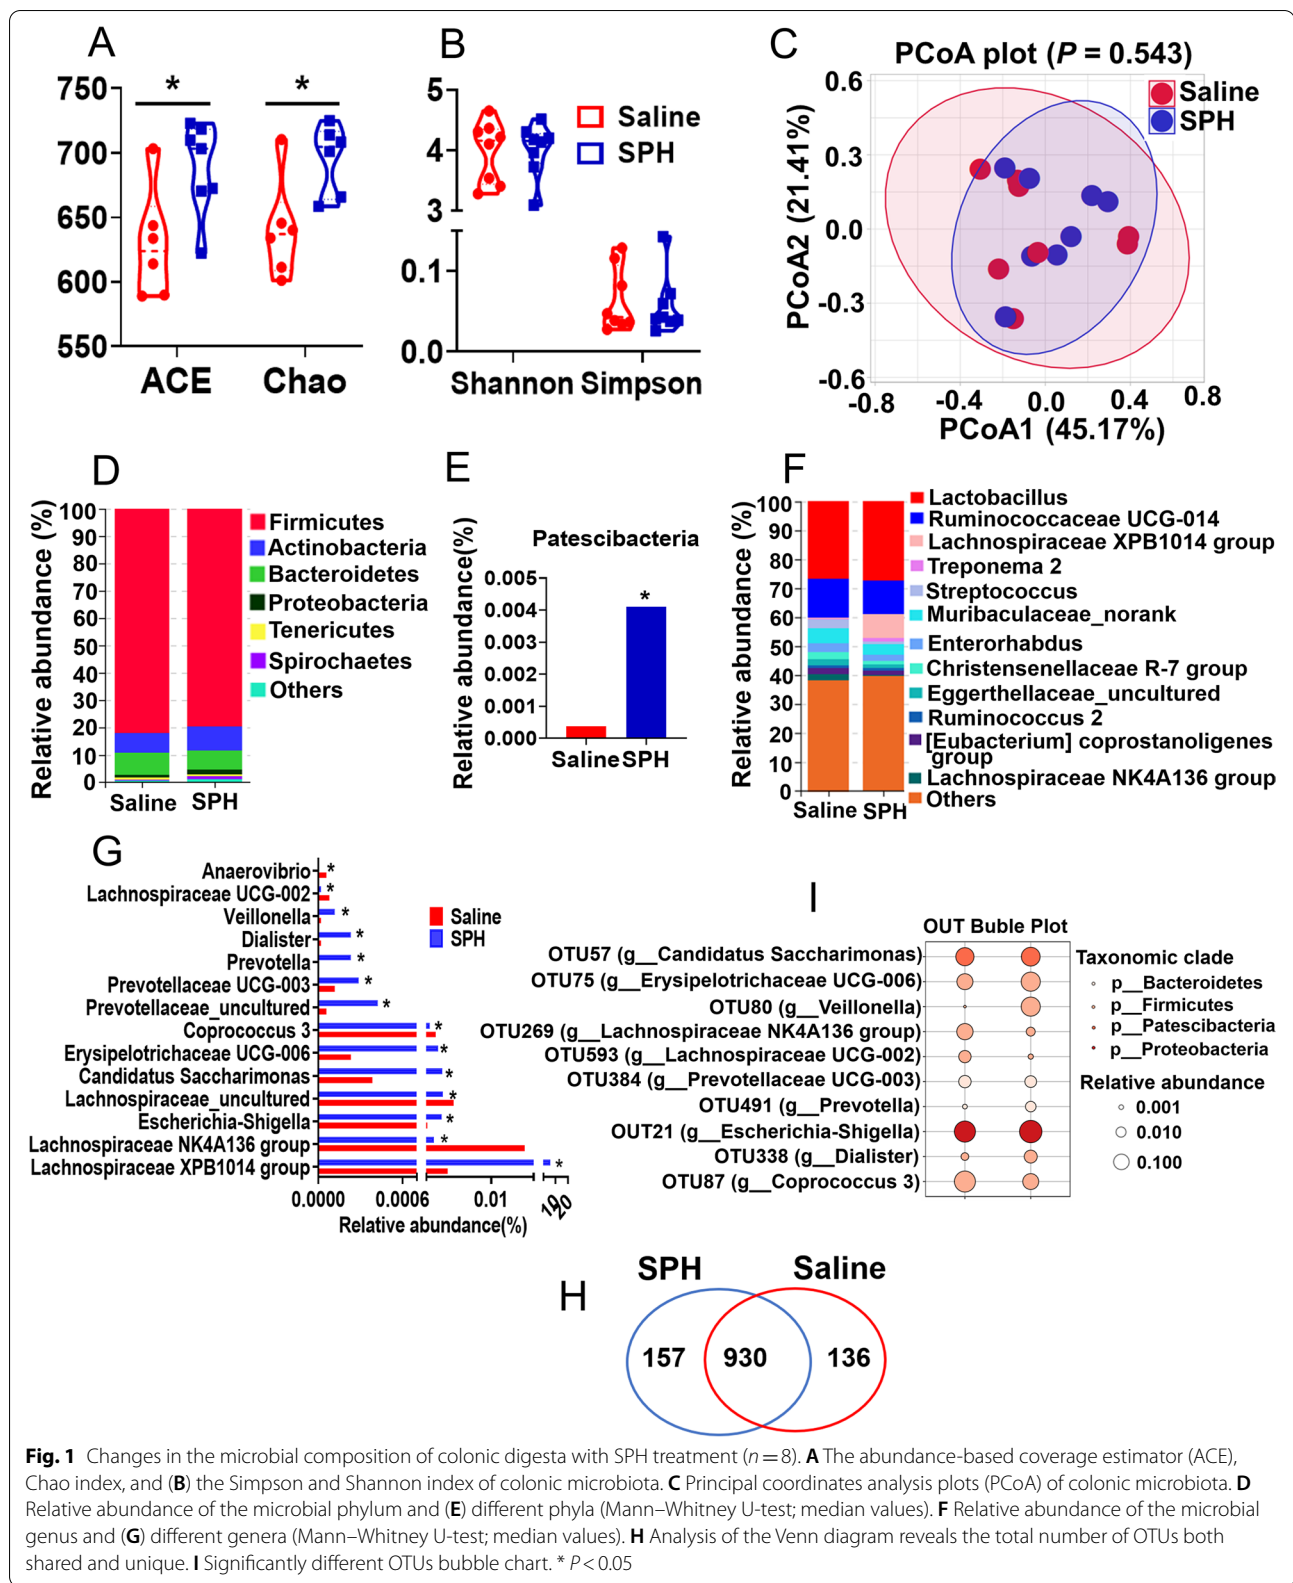 A
750
700
650
600
550
*
*
ACE
Chao
B
5
4
3
0.1
0.0
Saline
SPH
Shannon
Simpson
C
PCoA plot (P = 0.543)
Saline
SPH
PCoA2 (21.41%)
0.6
0.3
0.0
-0.3
-0.6
-0.8
-0.4
0.0
0.4
0.8
PCoA1 (45.17%)
D
Relative abundance (%)
100
90
80
70
60
50
40
30
20
10
0
Saline
SPH
Firmicutes
Actinobacteria
Bacteroidetes
Proteobacteria
Tenericutes
Spirochaetes
Others
E
Patescibacteria
Relative abundance(%)
0.005
0.004
0.003
0.002
0.001
0.000
*
Saline
SPH
F
Relative abundance (%)
100
90
80
70
60
50
40
30
20
10
0
Saline
SPH
Lactobacillus
Ruminococcaceae UCG-014
Lachnospiraceae XPB1014 group
Treponema 2
Streptococcus
Muribaculaceae_norank
Enterorhabdus
Christensenellaceae R-7 group
Eggerthellaceae_uncultured
Ruminococcus 2
[Eubacterium] coprostanoligenes
group
Lachnospiraceae NK4A136 group
Others
G
Anaerovibrio *
Lachnospiraceae UCG-002 *
Veillonella *
Dialister *
Prevotella *
Prevotellaceae UCG-003 *
Prevotellaceae_uncultured *
Coprococcus 3 *
Erysipelotrichaceae UCG-006 *
Candidatus Saccharimonas *
Lachnospiraceae_uncultured *
Escherichia-Shigella *
Lachnospiraceae NK4A136 group *
Lachnospiraceae XPB1014 group *
Saline
SPH
0.0000
0.0006
0.01
10
20
Relative abundance(%)
I
OUT Buble Plot
OTU57 (g__Candidatus Saccharimonas)
OTU75 (g__Erysipelotrichaceae UCG-006)
OTU80 (g__Veillonella)
OTU269 (g__Lachnospiraceae NK4A136 group)
OTU593 (g__Lachnospiraceae UCG-002)
OTU384 (g__Prevotellaceae UCG-003)
OTU491 (g__Prevotella)
OUT21 (g__Escherichia-Shigella)
OTU338 (g__Dialister)
OTU87 (g__Coprococcus 3)
Taxonomic clade
p__Bacteroidetes
p__Firmicutes
p__Patescibacteria
p__Proteobacteria
Relative abundance
0.001
0.010
0.100
H
SPH
Saline
157
930
136
Fig. 1 Changes in the microbial composition of colonic digesta with SPH treatment (n = 8). A The abundance-based coverage estimator (ACE),
Chao index, and (B) the Simpson and Shannon index of colonic microbiota. C Principal coordinates analysis plots (PCoA) of colonic microbiota. D
Relative abundance of the microbial phylum and (E) different phyla (Mann–Whitney U-test; median values). F Relative abundance of the microbial
genus and (G) different genera (Mann–Whitney U-test; median values). H Analysis of the Venn diagram reveals the total number of OTUs both
shared and unique. I Significantly different OTUs bubble chart. * P < 0.05